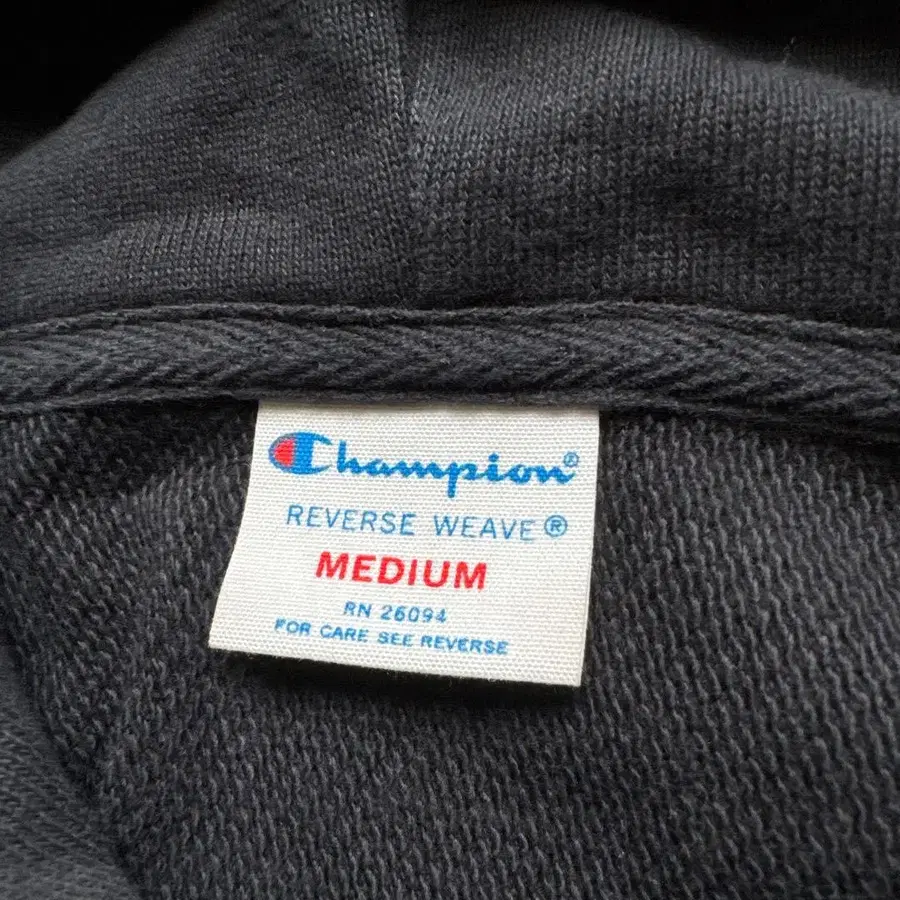 Champion®
REVERSE WEAVE®
MEDIUM
RN 26094
FOR CARE SEE REVERSE